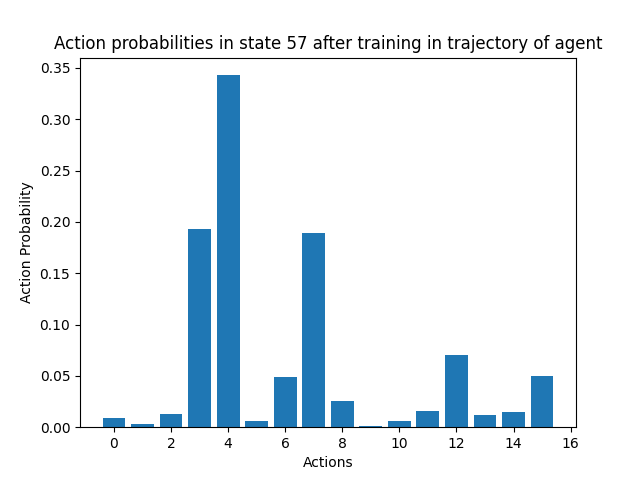 Action probabilities in state 57 after training in trajectory of agent
0.35
0.30
0.25
0.20
0.15
0.10
0.05
0.00
Action Probability
0 2 4 6 8 10 12 14 16
Actions